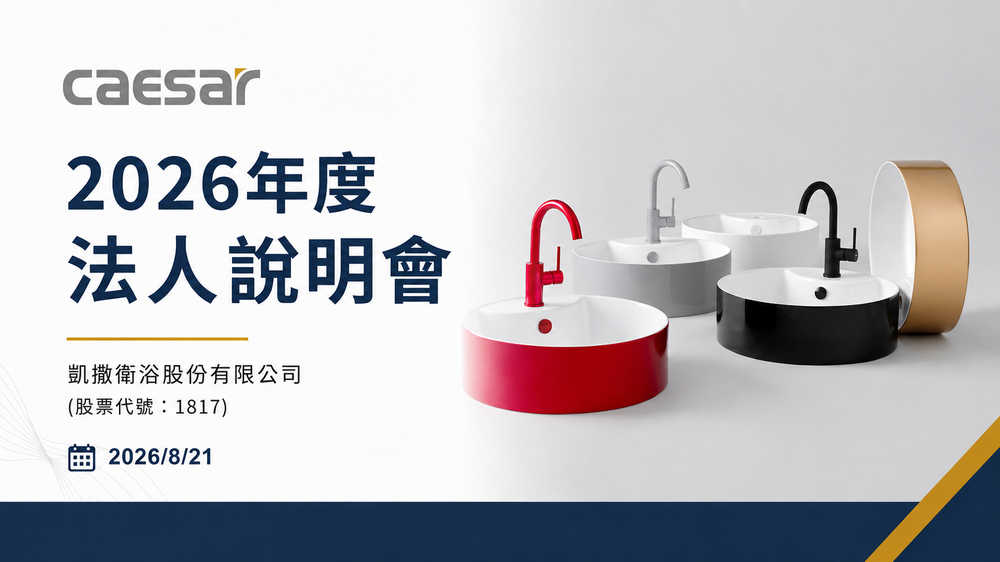 caesar
2026年度
法人說明會
凱撒衛浴股份有限公司
(股票代號：1817)
2026/8/21